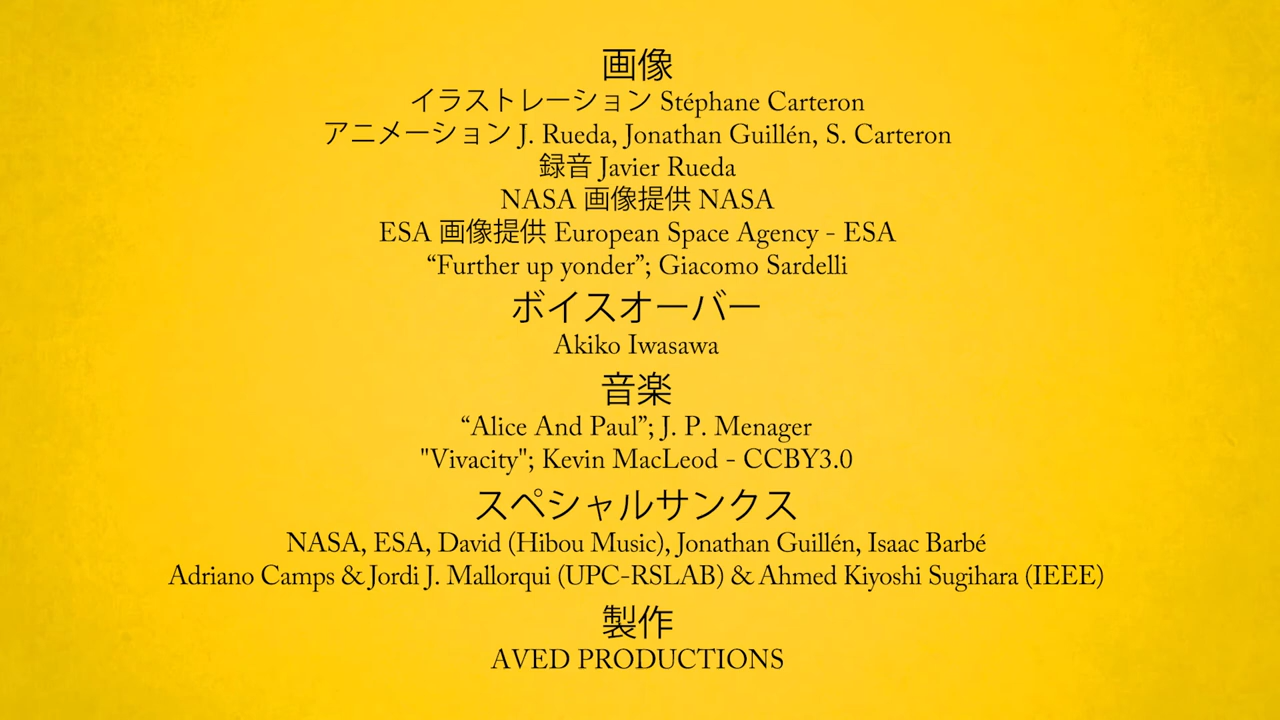 画像
イラストレーション Stéphane Carteron
アニメーション J. Rueda, Jonathan Guillén, S. Carteron
録音 Javier Rueda
NASA 画像提供 NASA
ESA 画像提供 European Space Agency - ESA
“Further up yonder”; Giacomo Sardelli
ボイスオーバー
Akiko Iwasawa
音楽
“Alice And Paul”; J. P. Menager
"Vivacity"; Kevin MacLeod - CCBY3.0
スペシャルサンクス
NASA, ESA, David (Hibou Music), Jonathan Guillén, Isaac Barbé
Adriano Camps & Jordi J. Mallorqui (UPC-RSLAB) & Ahmed Kiyoshi Sugihara (IEEE)
製作
AVED PRODUCTIONS